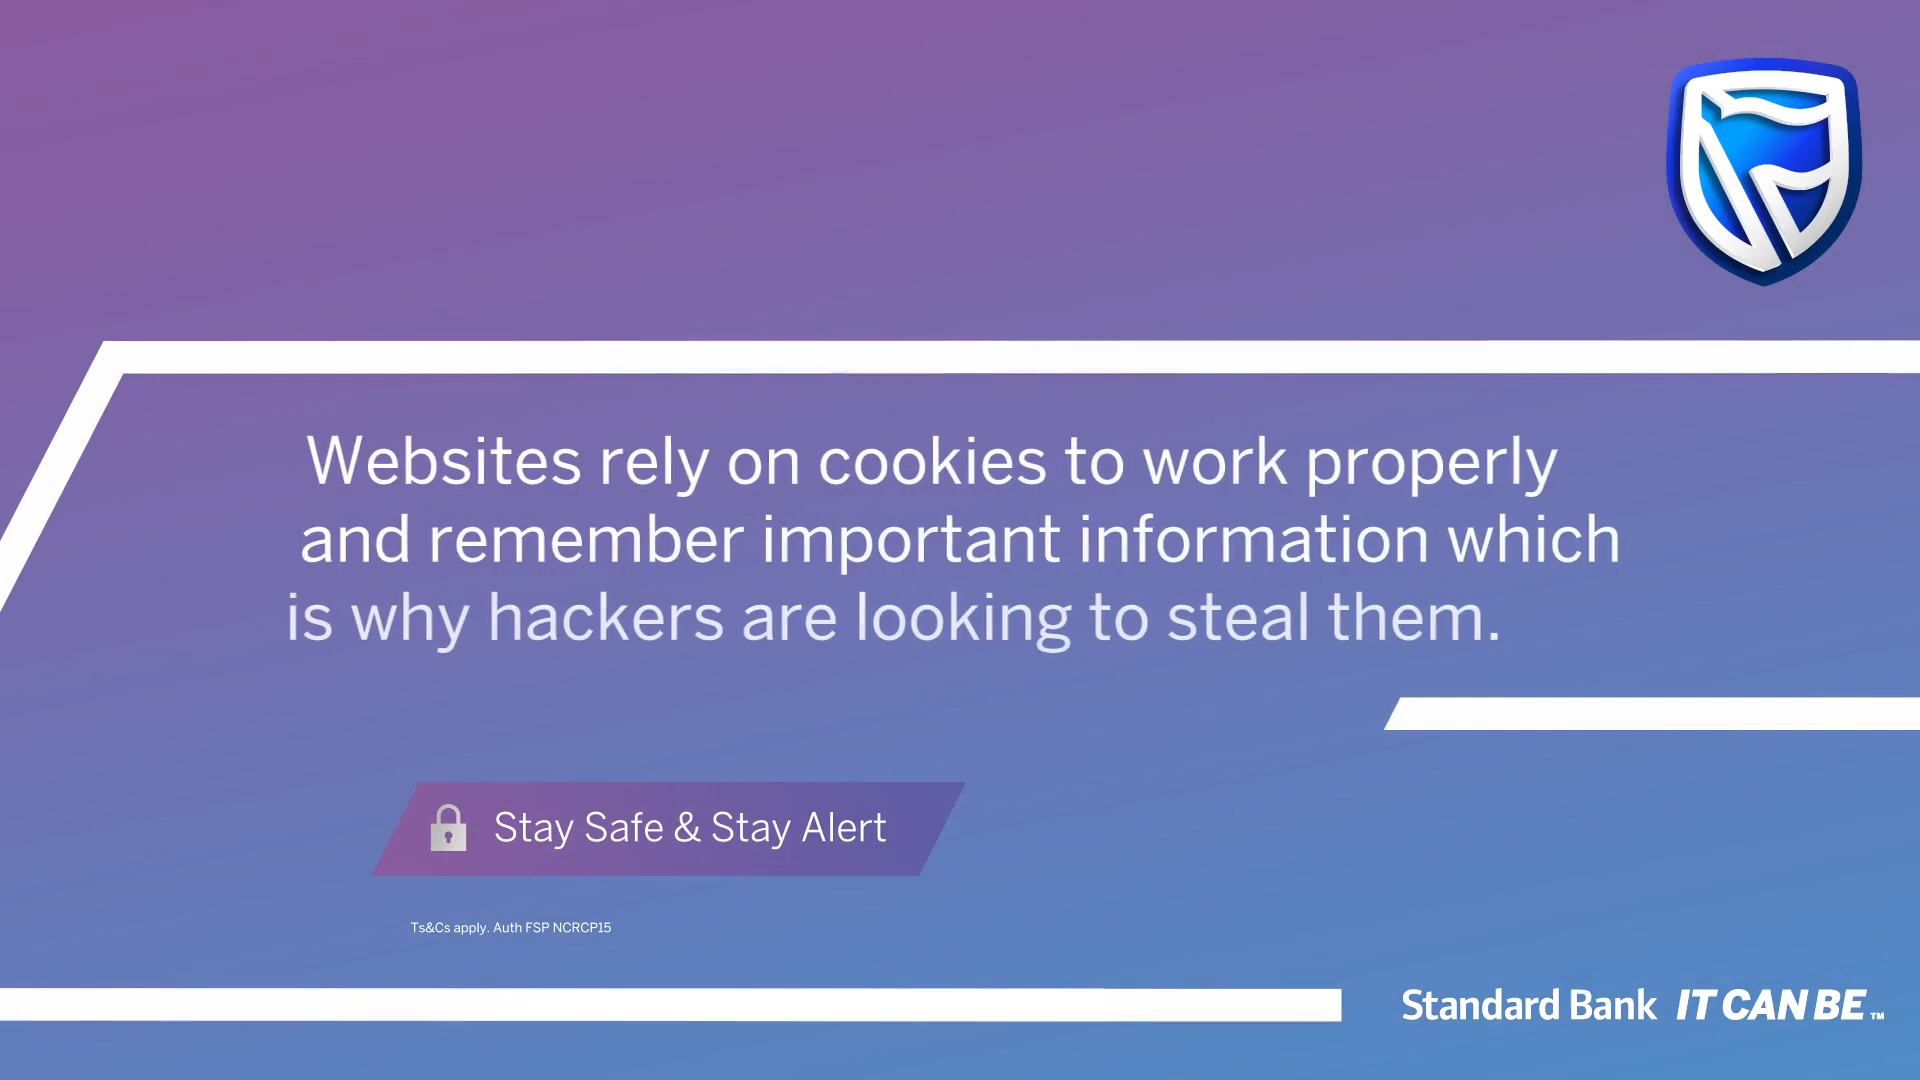 Websites rely on cookies to work properly
and remember important information which
is why hackers are looking to steal them.
Stay Safe & Stay Alert
Ts&Cs apply. Auth FSP NCRCP15
Standard Bank IT CAN BE™